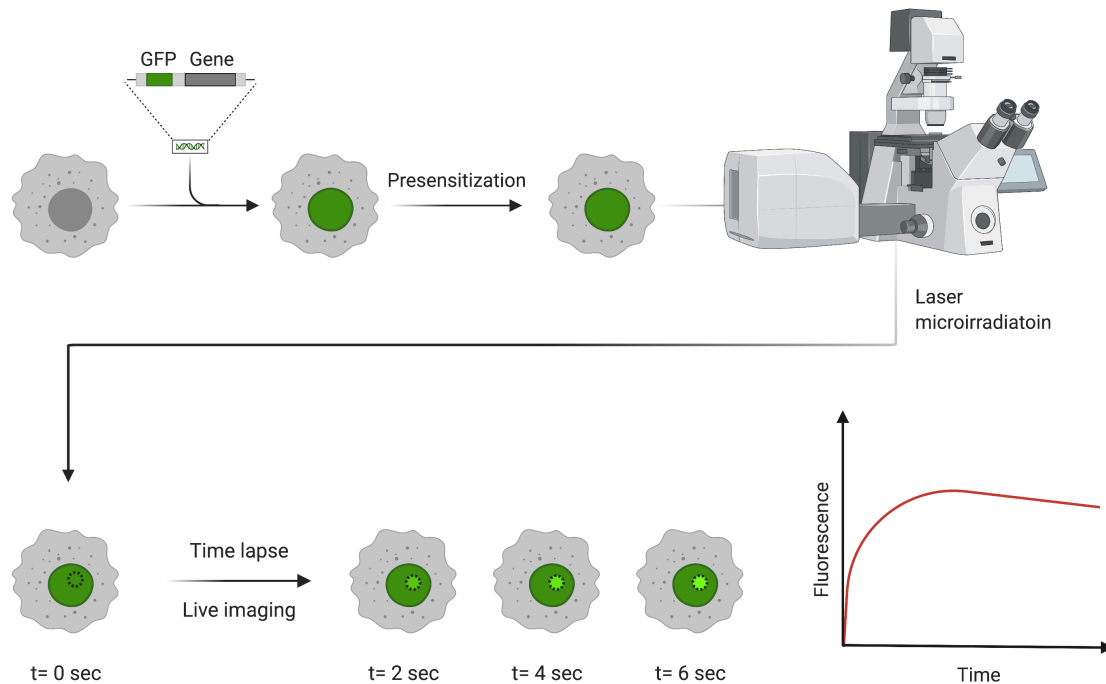 GFP Gene
Presensitization
Laser
microirradiatoin
Time lapse
Live imaging
t= 0 sec
t= 2 sec
t= 4 sec
t= 6 sec
Fluorescence
Time